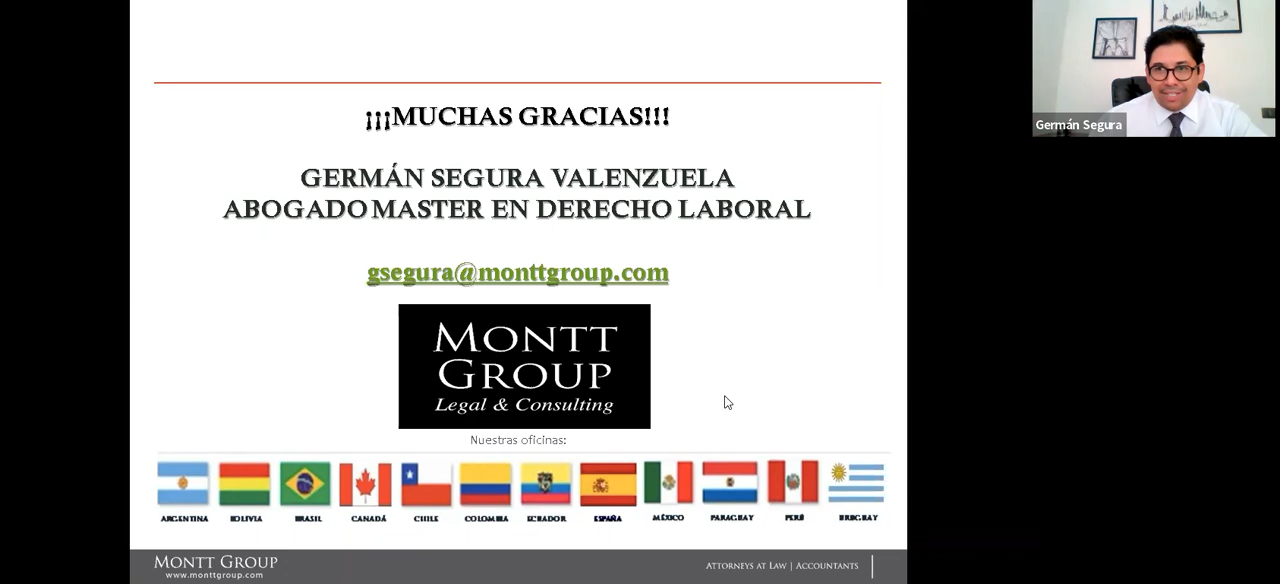 ¡¡¡MUCHAS GRACIAS!!!
GERMÁN SEGURA VALENZUELA
ABOGADO MASTER EN DERECHO LABORAL
gsegura@monttgroup.com
MONTT
GROUP
Legal & Consulting
Nuestras oficinas:
ARGENTINA BOLIVIA BRASIL CANADÁ CHILE COLOMBIA ECUADOR ESPAÑA MÉXICO PARAGUAY PERÚ URUGUAY
MONTT GROUP
www.monttgroup.com
ATTORNEYS AT LAW | ACCOUNTANTS
Germán Segura